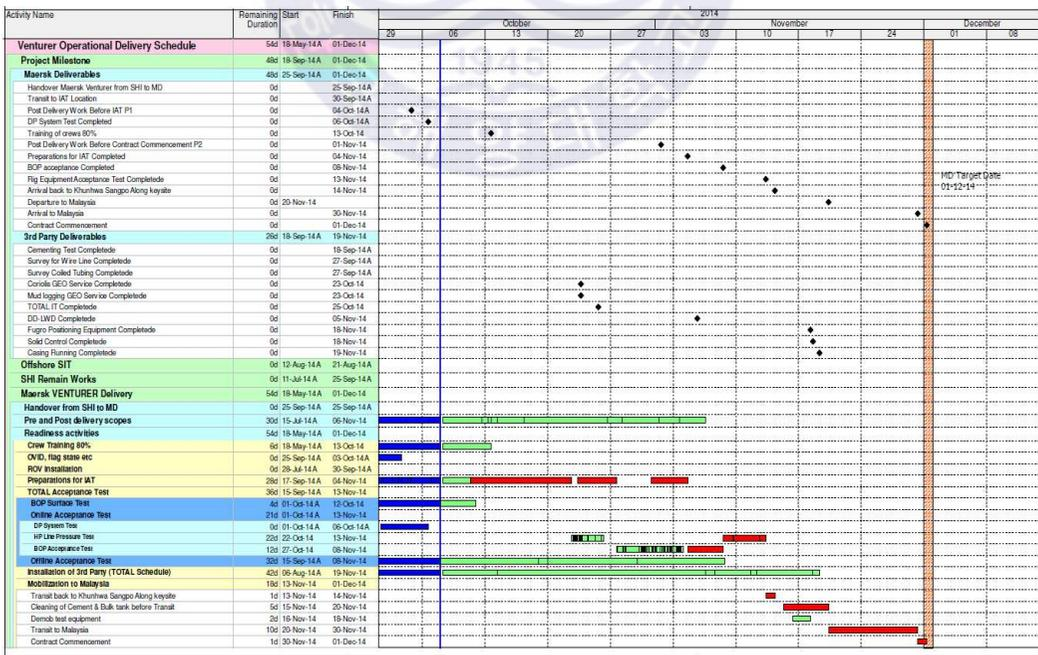 Activity Name Remaining Duration Start Finish 2014
October November December
29 06 13 20 27 03 10 17 24 01 08
Venturer Operational Delivery Schedule 54d 18-May-14 A 01-Dec-14
Project Milestone 48d 18-Sep-14 A 01-Dec-14
Maersk Deliverables 48d 25-Sep-14 A 01-Dec-14
Handover Maersk Venturer from SHI to MD 0d 25-Sep-14 A
Transit to IAT Location 0d 30-Sep-14 A
Post Delivery Work Before IAT P1 0d 04-Oct-14 A
DP System Test Completed 0d 06-Oct-14 A
Training of crews 80% 0d 13-Oct-14
Post Delivery Work Before Contract Commencement P2 0d 01-Nov-14
Preparations for IAT Completed 0d 04-Nov-14
BOP acceptance Completed 0d 08-Nov-14
Rig Equipment Acceptance Test Complete 0d 13-Nov-14
Arrival back to Khunhwa Sangpo Along keysite 0d 14-Nov-14
Departure to Malaysia 0d 20-Nov-14
Arrival to Malaysia 0d 30-Nov-14
Contract Commencement 0d 01-Dec-14
MD Target Date
01-12-14
3rd Party Deliverables 26d 18-Sep-14 A 19-Nov-14
Cementing Test Completede 0d 18-Sep-14 A
Survey for Wire Line Completede 0d 27-Sep-14 A
Survey Coiled Tubing Completede 0d 27-Sep-14 A
Coriolis GEO Service Completede 0d 23-Oct-14
Mud logging GEO Service Completede 0d 23-Oct-14
TOTAL IT Completede 0d 25-Oct-14
DD-LWD Completede 0d 05-Nov-14
Fugro Positioning Equipment Completede 0d 18-Nov-14
Solid Control Completede 0d 18-Nov-14
Casing Running Completede 0d 19-Nov-14
Offshore SIT 0d 12-Aug-14 A 21-Aug-14
SHI Remain Works 0d 11-Jul-14 A 25-Sep-14 A
Maersk VENTURER Delivery 54d 18-May-14 A 01-Dec-14
Handover from SHI to MD 0d 25-Sep-14 A 25-Sep-14 A
Pre and Post delivery scopes 30d 15-Jul-14 A 06-Nov-14
Readiness activities 54d 18-May-14 A 01-Dec-14
Crew Training 80% 6d 18-May-14 A 13-Oct-14
OVID, flag state etc 0d 25-Sep-14 A 03-Oct-14 A
ROV Installation 0d 28-Jul-14 A 30-Sep-14 A
Preparations for IAT 28d 17-Sep-14 A 04-Nov-14
TOTAL Acceptance Test 36d 15-Sep-14 A 13-Nov-14
BOP Surface Test 4d 01-Oct-14 A 12-Oct-14
Online Acceptance Test 21d 01-Oct-14 A 13-Nov-14
DP System Test 0d 01-Oct-14 A 06-Oct-14 A
HP Line Pressure Test 22d 22-Oct-14 13-Nov-14
BOP Acceptance Test 12d 27-Oct-14 08-Nov-14
Offline Acceptance Test 32d 15-Sep-14 A 08-Nov-14
Installation of 3rd Party (TOTAL Schedule) 42d 06-Aug-14 A 19-Nov-14
Mobilization to Malaysia 18d 13-Nov-14 01-Dec-14
Transit back to Khunhwa Sangpo Along keysite 1d 13-Nov-14 14-Nov-14
Cleaning of Cement & Bulk tank before Transit 5d 15-Nov-14 20-Nov-14
Demob test equipment 2d 16-Nov-14 18-Nov-14
Transit to Malaysia 10d 20-Nov-14 30-Nov-14
Contract Commencement 1d 30-Nov-14 01-Dec-14
1945